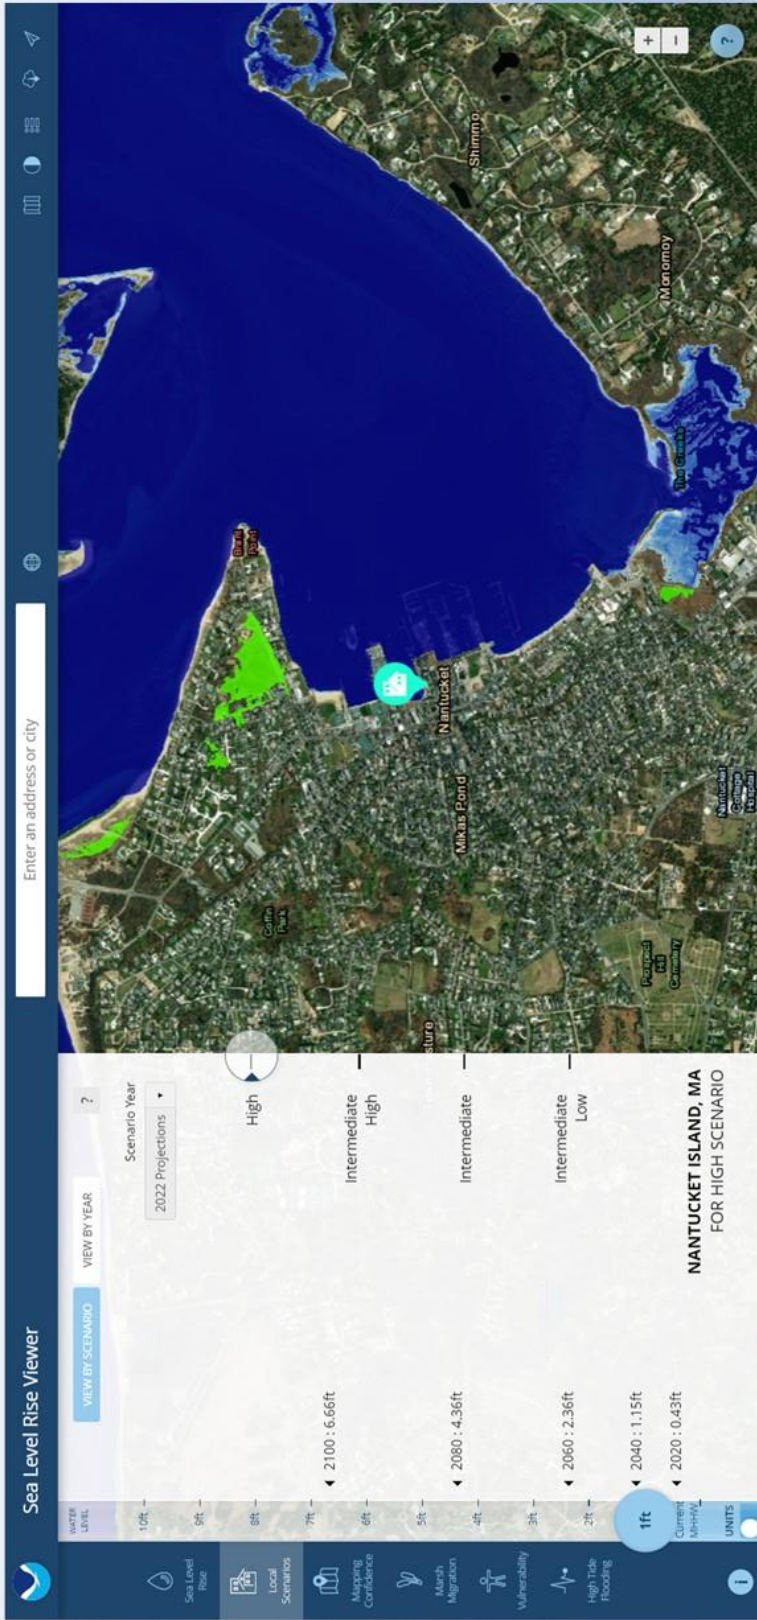 Sea Level Rise Viewer
Enter an address or city
Sea Level
Rise
Local
Scenarios
Mapping
Confidence
Marsh
Migration
Vulnerability
High Tide
Flooding
WATER
LEVEL
10ft
9ft
8ft
7ft
6ft
5ft
4ft
3ft
2ft
1ft
Current
MHHW
UNITS
VIEW BY SCENARIO
VIEW BY YEAR
?
Scenario Year
2022 Projections
High
Intermediate
High
Intermediate
Intermediate
Low
2100 : 6.66ft
2080 : 4.36ft
2060 : 2.36ft
2040 : 1.15ft
2020 : 0.43ft
NANTUCKET ISLAND, MA
FOR HIGH SCENARIO
Brant
Point
Coffin
Park
Nantucket
Mikas Pond
sture
Prospect
Hill
Cemetery
Nantucket
Cottage
Hospital
The Creeks
Monomoy
Shimmo
+
−
?
i